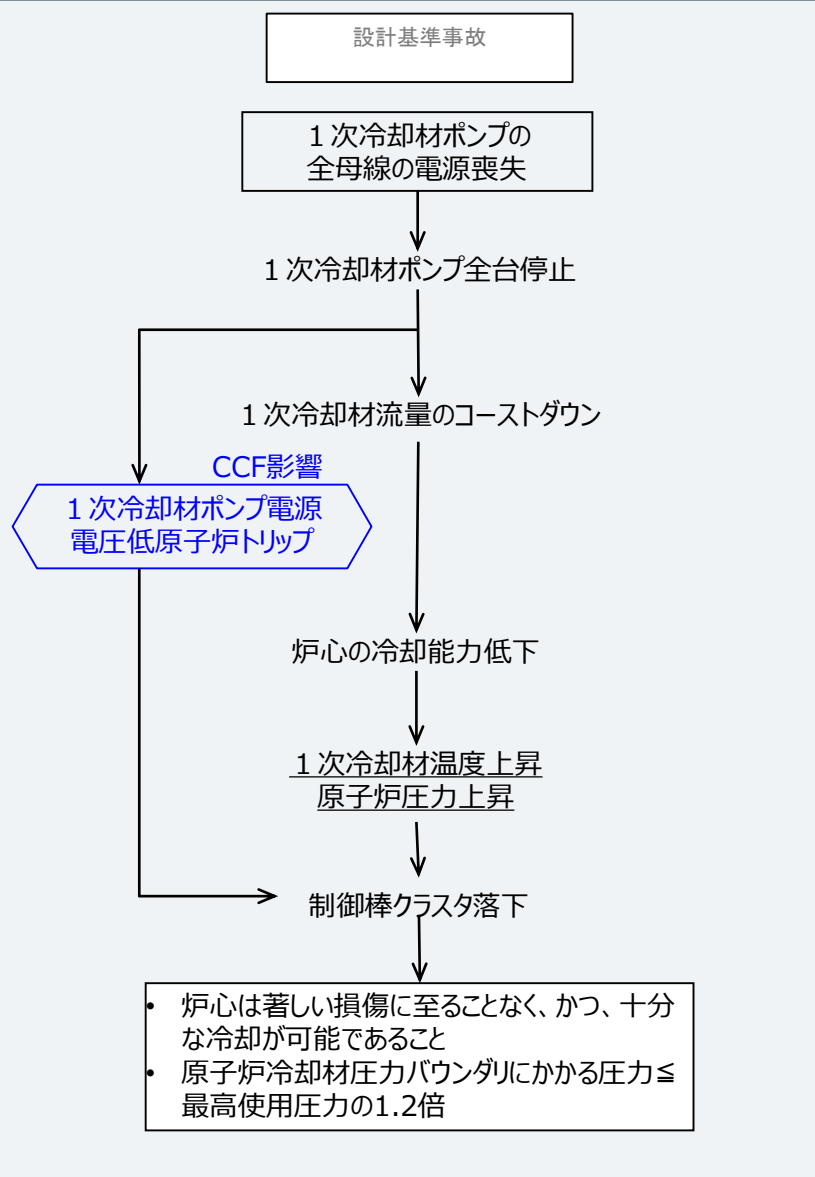 設計基準事故
１次冷却材ポンプの
全母線の電源喪失
１次冷却材ポンプ全台停止
１次冷却材流量のコーストダウン
CCF影響
１次冷却材ポンプ電源
電圧低原子炉トリップ
炉心の冷却能力低下
１次冷却材温度上昇
原子炉圧力上昇
制御棒クラスタ落下
• 炉心は著しい損傷に至ることなく、かつ、十分
な冷却が可能であること
• 原子炉冷却材圧力バウンダリにかかる圧力≦
最高使用圧力の1.2倍